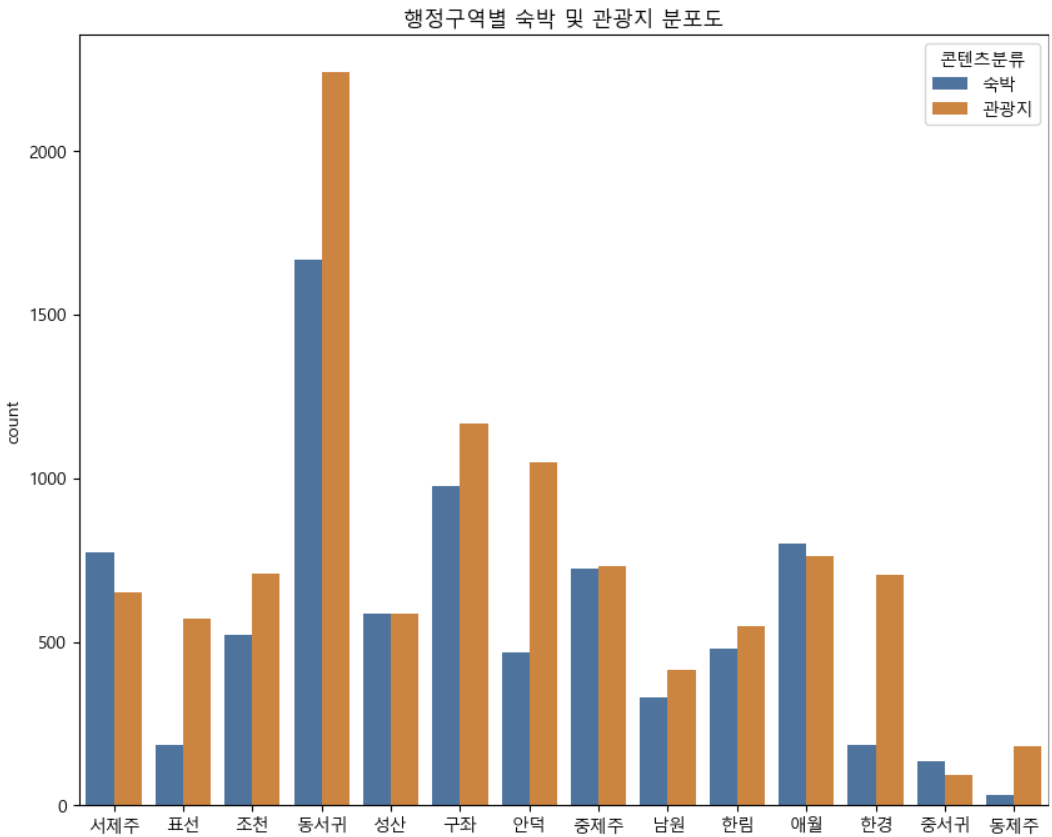 행정구역별 숙박 및 관광지 분포도
콘텐츠분류
숙박
관광지
count
2000
1500
1000
500
0
서제주 표선 조천 동서귀 성산 구좌 안덕 중제주 남원 한림 애월 한경 중서귀 동제주